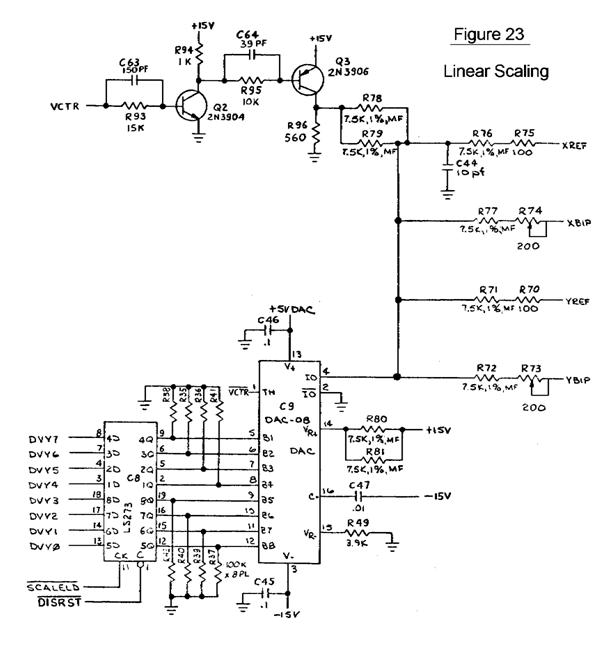 Figure 23
Linear Scaling
+15V
R94
1K
C64
39PF
+15V
Q3
2N3906
C63
150PF
R95
10K
VCTR
R93
15K
Q2
2N3904
R78
7.5K,1%,MF
R96
560
R79
7.5K,1%,MF
R76
7.5K,1%,MF
R75
100
XREF
C44
10pf
R77
7.5K,1%,MF
R74
200
XBIP
R71
7.5K,1%,MF
R70
100
YREF
+5VDAC
C46
.1
13
V+
R72
7.5K,1%,MF
R73
200
YBIP
4
IO
2
IO
VCTR
1
TH
C9
DAC-08
DAC
R38
R35
R36
R41
14
VR+
R80
7.5K,1%,MF
R81
7.5K,1%,MF
+15V
DVY7 8 4D 4Q 9 5 B1
DVY6 7 3D 3Q 6 6 B2
DVY5 4 2D 2Q 5 7 B3
DVY4 3 1D 1Q 2 8 B4
DVY3 18 8D 8Q 19 9 B5
DVY2 17 7D 7Q 16 10 B6
DVY1 14 6D 6Q 15 11 B7
DVY0 13 5D 5Q 12 12 B8
C8
LS273
C-
16
C47
.01
-15V
VR-
15
R49
3.9K
R42
R40
R39
R37
100K
x 8PL
CK
C
11
1
SCALELD
DISRST
V-
3
C45
.1
-15V